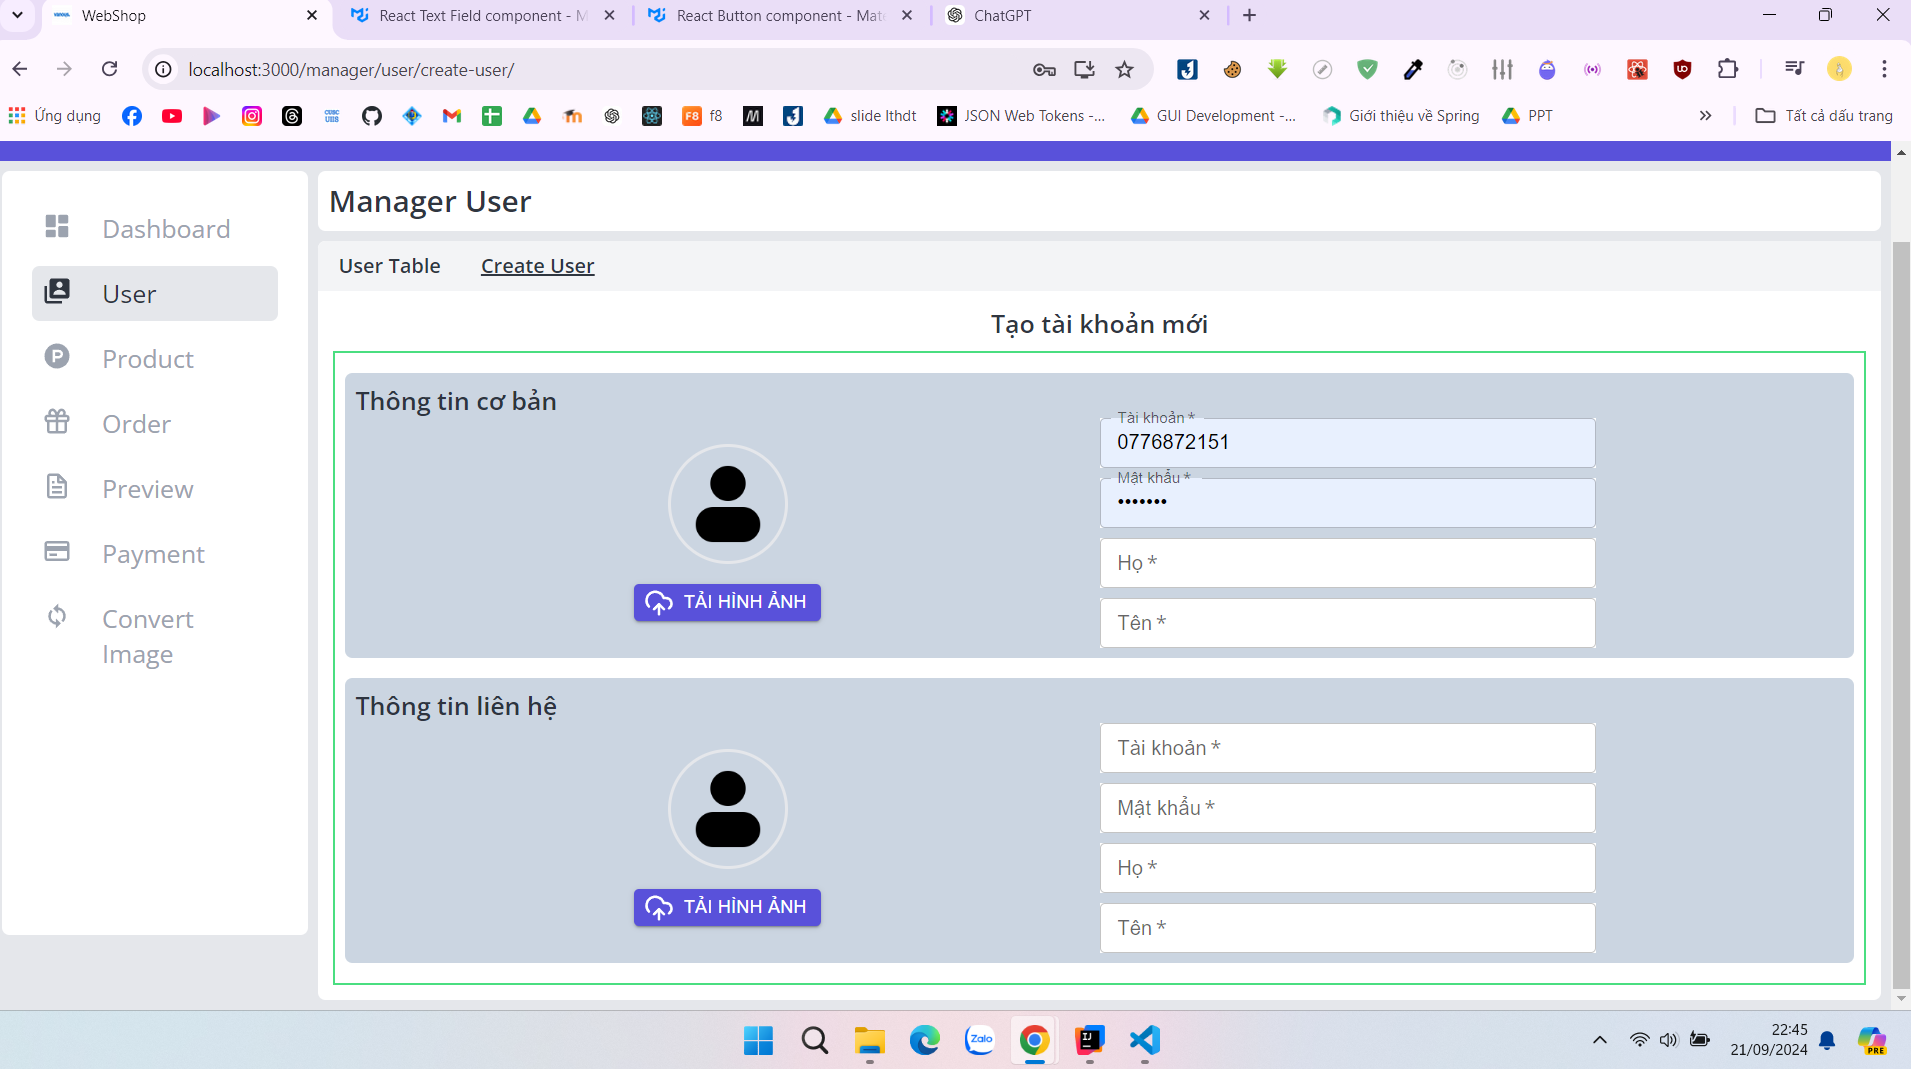 WebShop
React Text Field component - M
React Button component - Mate
ChatGPT
localhost:3000/manager/user/create-user/
Ứng dụng
F8 f8
slide lthdt
JSON Web Tokens -...
GUI Development -...
Giới thiệu về Spring
PPT
Tất cả dấu trang
Manager User
Dashboard
User
Product
Order
Preview
Payment
Convert
Image
User Table
Create User
Tạo tài khoản mới
Thông tin cơ bản
Tài khoản *
0776872151
Mật khẩu *
•••••••
Họ *
Tên *
TẢI HÌNH ẢNH
Thông tin liên hệ
Tài khoản *
Mật khẩu *
Họ *
Tên *
TẢI HÌNH ẢNH
Zalo
IJ
22:45
21/09/2024
PRE